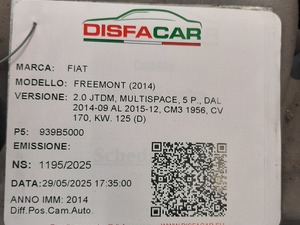 DISFACAR
MARCA: FIAT
MODELLO: FREEMONT (2014)
VERSIONE: 2.0 JTDM, MULTISPACE, 5 P., DAL
2014-09 AL 2015-12, CM3 1956, CV
170, KW. 125 (D)
P5: 939B5000
EMISSIONE:
NS: 1195/2025
DATA:29/05/2025 17:35:00
ANNO IMM: 2014
Diff.Pos.Cam.Auto.
WWW.DISFACAR